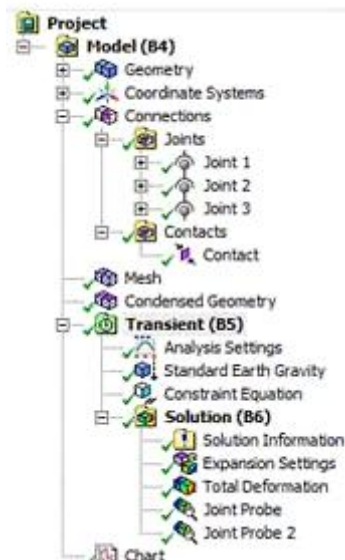 Project
Model (B4)
Geometry
Coordinate Systems
Connections
Joints
Joint 1
Joint 2
Joint 3
Contacts
Contact
Mesh
Condensed Geometry
Transient (B5)
Analysis Settings
Standard Earth Gravity
Constraint Equation
Solution (B6)
Solution Information
Expansion Settings
Total Deformation
Joint Probe
Joint Probe 2
Chart